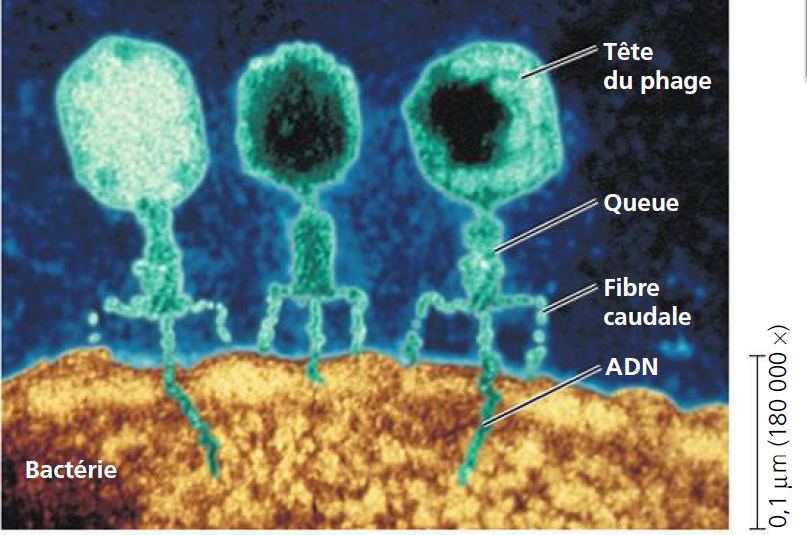 Tête
du phage
Queue
Fibre
caudale
ADN
Bactérie
0,1 µm (180 000 ×)